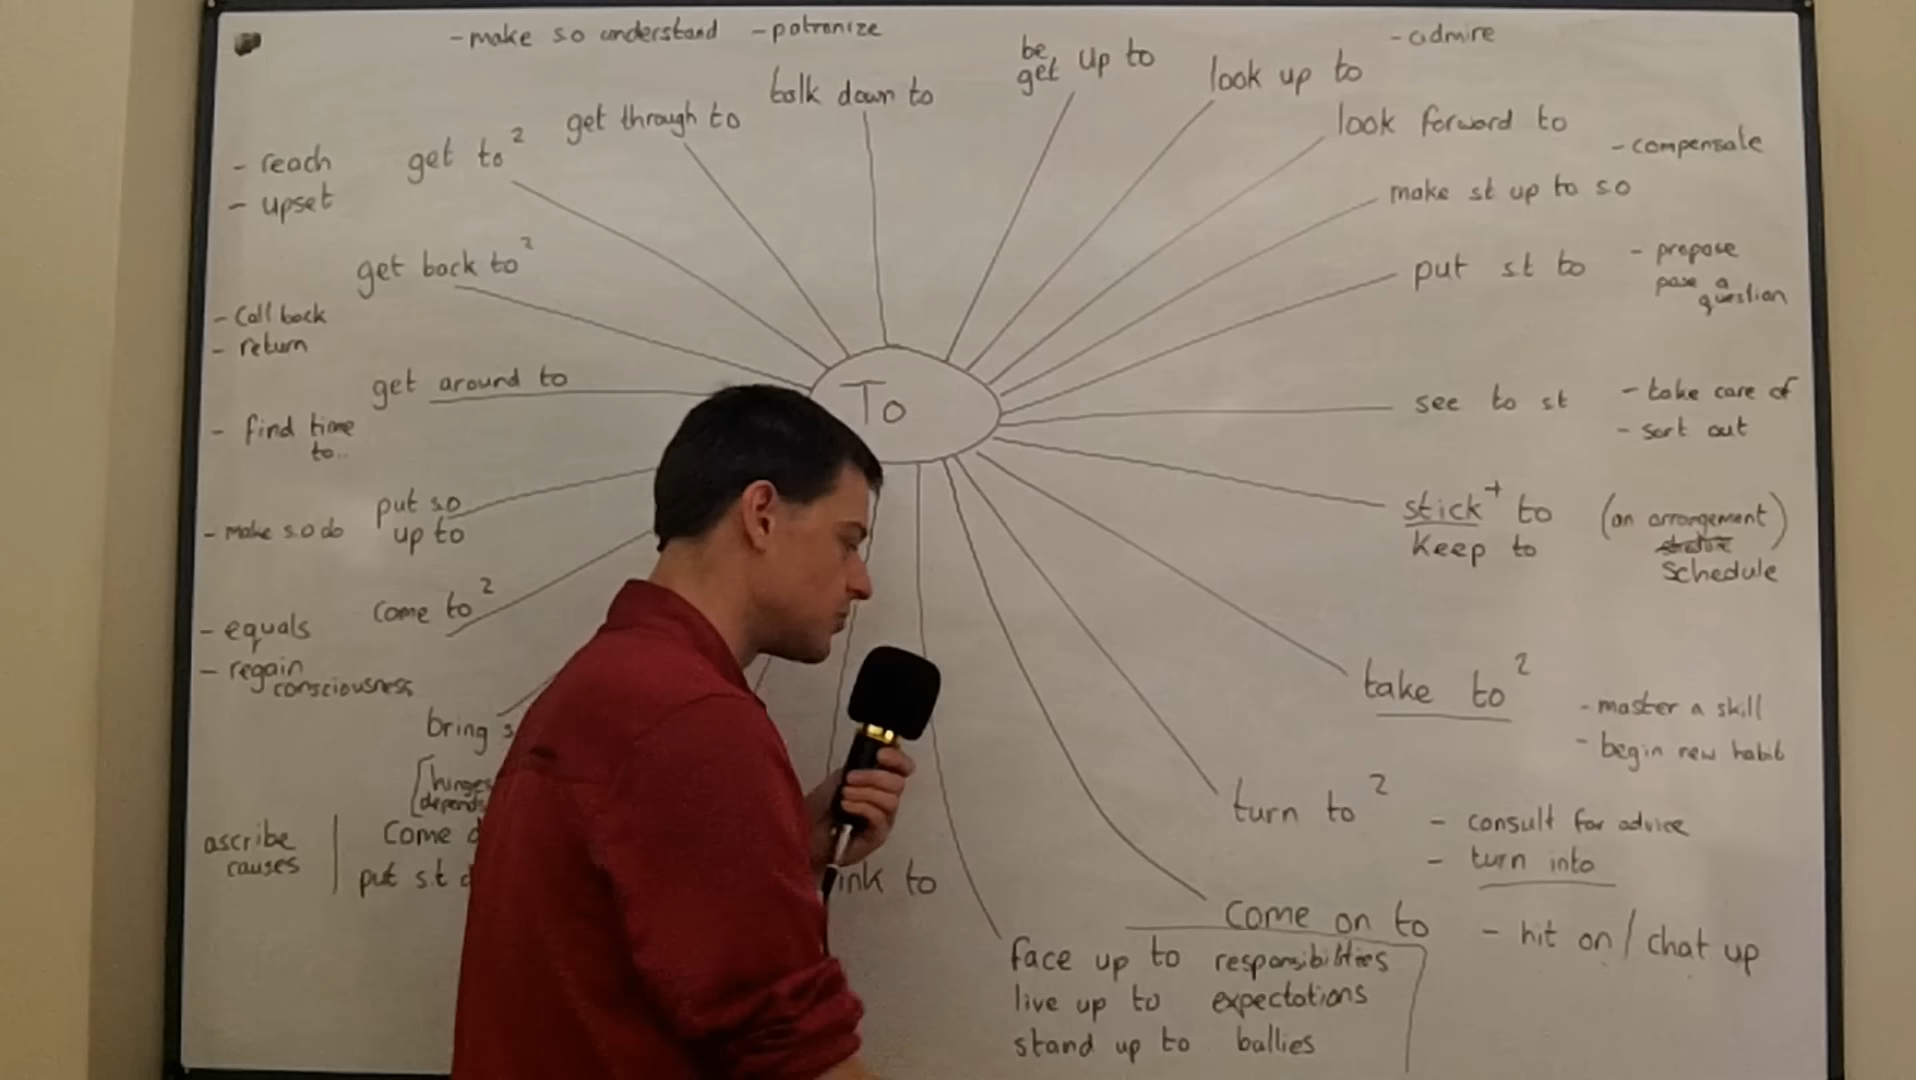 - make so understand
- patronize
- admire
be
get up to
look up to
talk down to
get through to
look forward to
- compensate
get to 2
- reach
- upset
make st up to so
get back to 2
put st to
- propose
pose a
question
- Call back
- return
get around to
see to st
- take care of
- sort out
- find time
to..
put so
up to
- make s.o do
stick + to
Keep to
(an arrangement)
Schedule
come to 2
- equals
- regain
consciousness
take to 2
- master a skill
- begin new habit
bring s
[hinges
depends
turn to 2
- consult for advice
- turn into
ascribe
causes
Come d
put s.t d
ink to
Come on to
- hit on / chat up
face up to responsibilities
live up to expectations
stand up to bullies
To